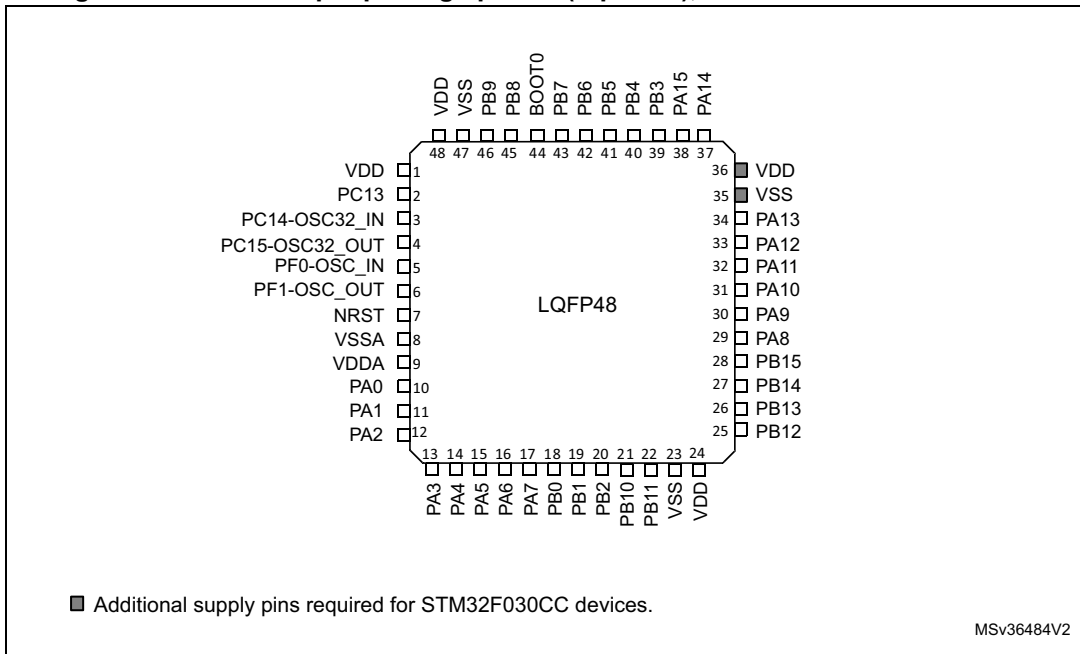 VDD
VSS
PB9
PB8
BOOT0
PB7
PB6
PB5
PB4
PB3
PA15
PA14
48 47 46 45 44 43 42 41 40 39 38 37
VDD 1
PC13 2
PC14-OSC32_IN 3
PC15-OSC32_OUT 4
PF0-OSC_IN 5
PF1-OSC_OUT 6
NRST 7
VSSA 8
VDDA 9
PA0 10
PA1 11
PA2 12
LQFP48
36 VDD
35 VSS
34 PA13
33 PA12
32 PA11
31 PA10
30 PA9
29 PA8
28 PB15
27 PB14
26 PB13
25 PB12
13 14 15 16 17 18 19 20 21 22 23 24
PA3
PA4
PA5
PA6
PA7
PB0
PB1
PB2
PB10
PB11
VSS
VDD
Additional supply pins required for STM32F030CC devices.
MSv36484V2